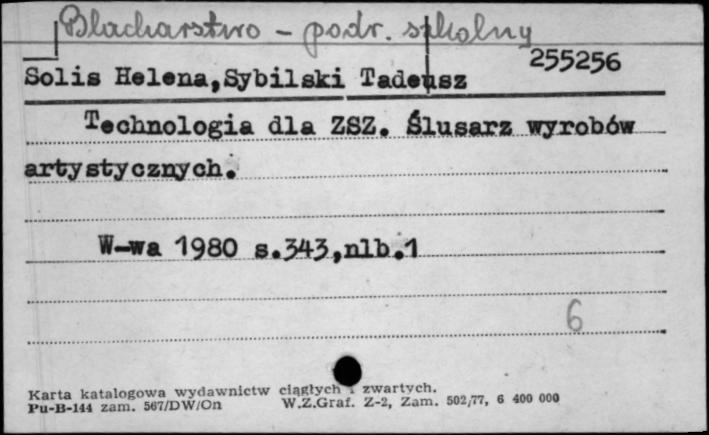 Blacharstwo - podr. szkolny
255256
Solis Helena,Sybilski Tadeusz
Technologia dla ZSZ. Ślusarz wyrobów
artystycznych.
W-wa 1980 s.343,nlb.1
6
Karta katalogowa wydawnictw ciągłych i zwartych.
Pu-B-144 zam. 567/DW/On W.Z.Graf. Z-2, Zam. 502/77, 6 400 000